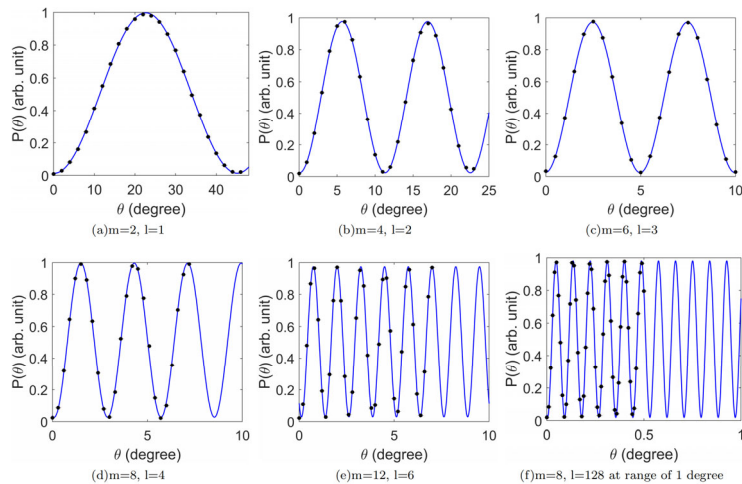 1
0.8
0.6
0.4
0.2
0
P(θ) (arb. unit)
0 10 20 30 40
θ (degree)
(a)m=2, l=1
1
0.8
0.6
0.4
0.2
0
P(θ) (arb. unit)
0 5 10 15 20 25
θ (degree)
(b)m=4, l=2
1
0.8
0.6
0.4
0.2
0
P(θ) (arb. unit)
0 5 10
θ (degree)
(c)m=6, l=3
1
0.8
0.6
0.4
0.2
0
P(θ) (arb. unit)
0 5 10
θ (degree)
(d)m=8, l=4
1
0.8
0.6
0.4
0.2
0
P(θ) (arb. unit)
0 5 10
θ (degree)
(e)m=12, l=6
1
0.8
0.6
0.4
0.2
0
P(θ) (arb. unit)
0 0.5 1
θ (degree)
(f)m=8, l=128 at range of 1 degree